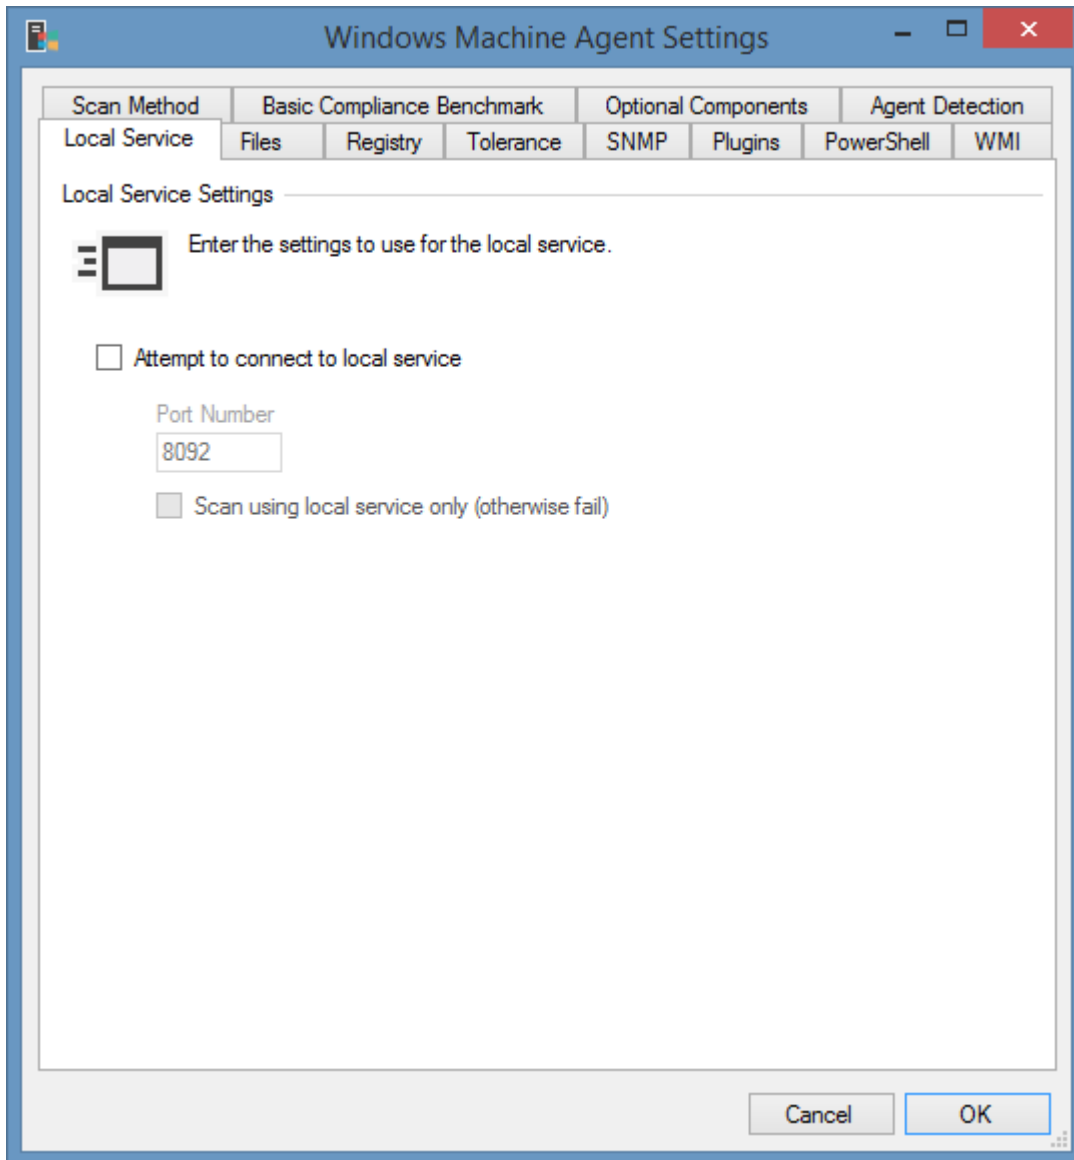 Windows Machine Agent Settings
Scan Method Basic Compliance Benchmark Optional Components Agent Detection
Local Service Files Registry Tolerance SNMP Plugins PowerShell WMI
Local Service Settings
Enter the settings to use for the local service.
Attempt to connect to local service
Port Number
8092
Scan using local service only (otherwise fail)
Cancel OK